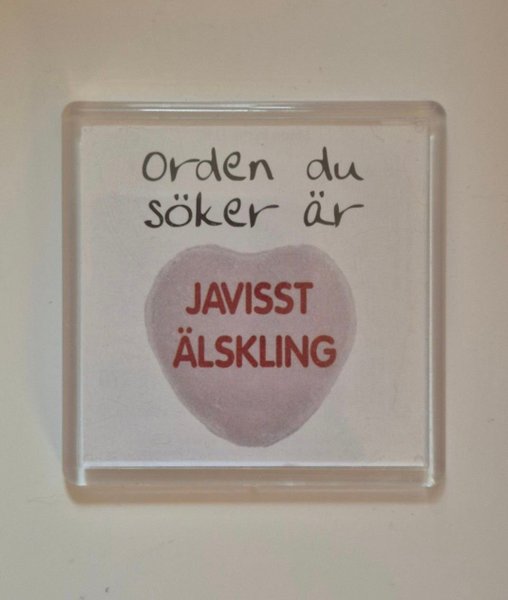 Orden du
söker är
JAVISST
ÄLSKLING